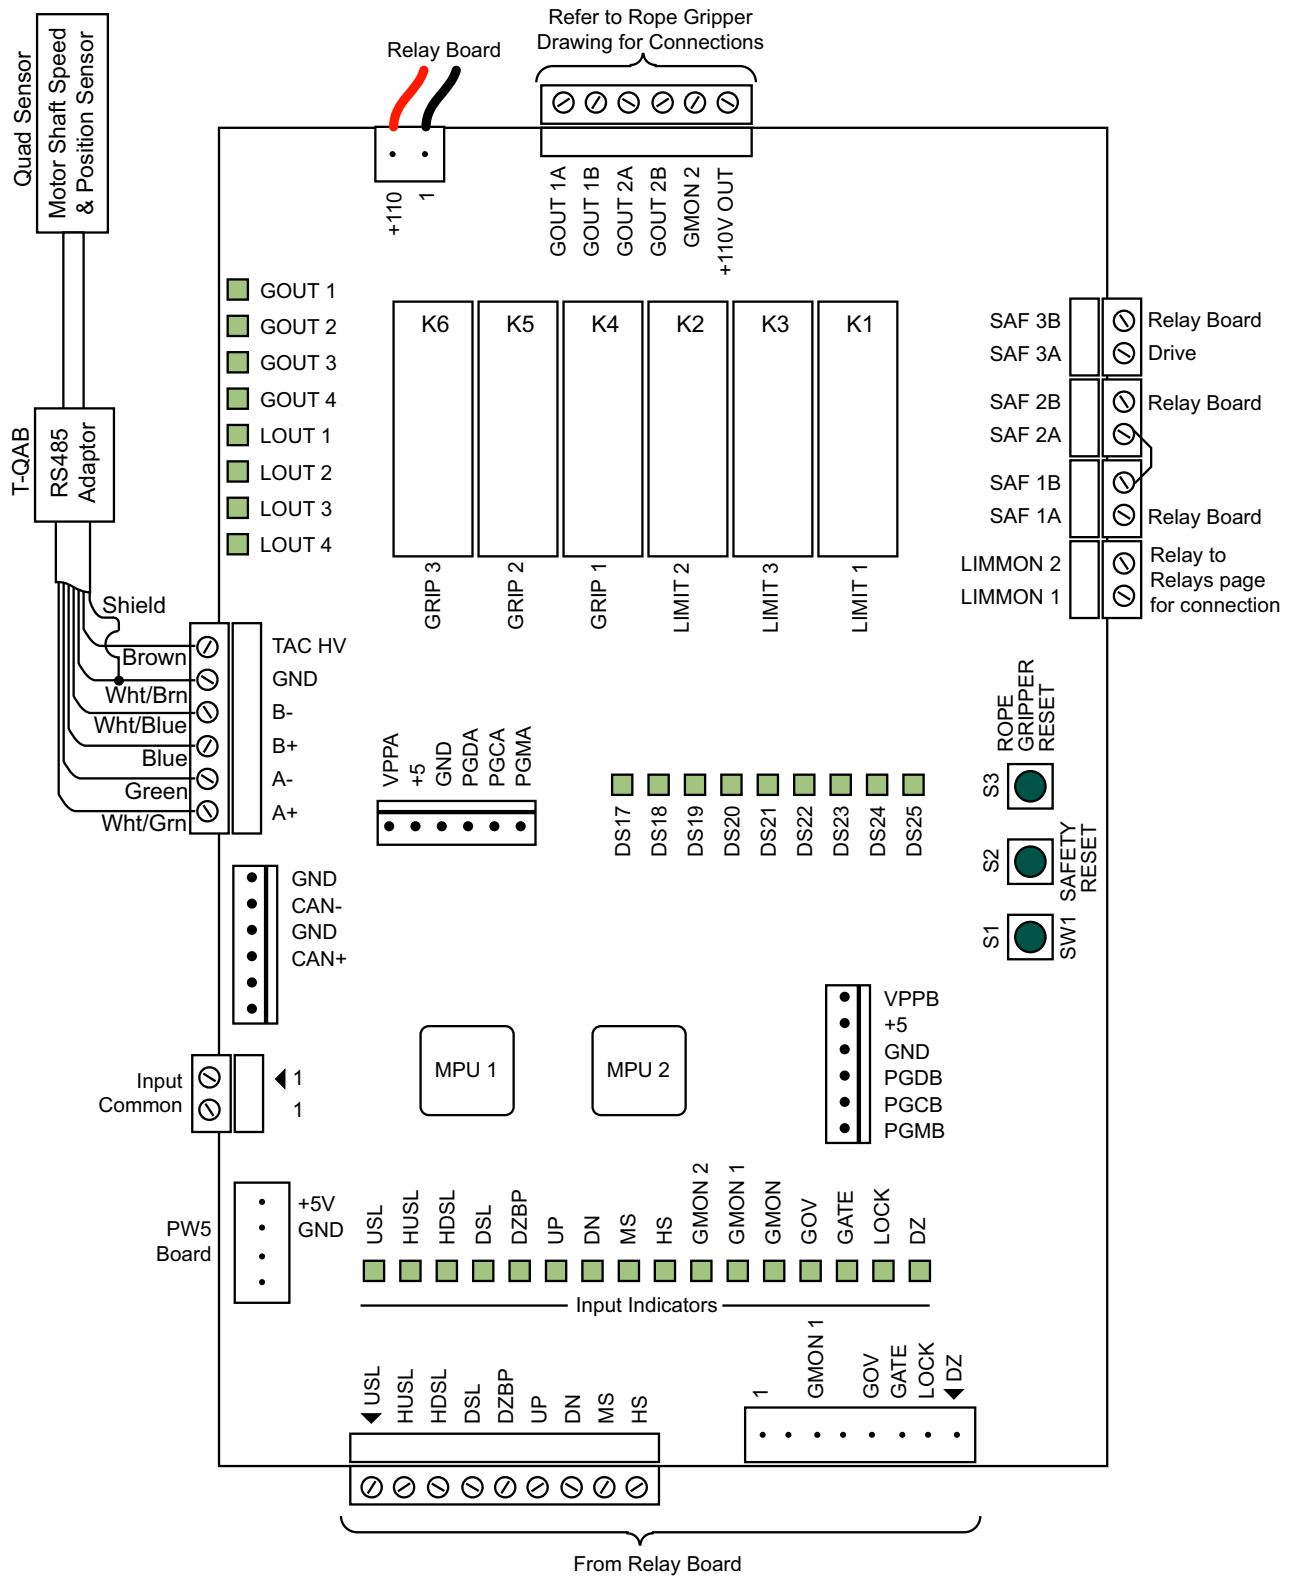 Refer to Rope Gripper
Drawing for Connections
Relay Board
Quad Sensor
Motor Shaft Speed
& Position Sensor
+110
1
GOUT 1A
GOUT 1B
GOUT 2A
GOUT 2B
GMON 2
+110V OUT
GOUT 1
GOUT 2
GOUT 3
GOUT 4
LOUT 1
LOUT 2
LOUT 3
LOUT 4
K6
K5
K4
K2
K3
K1
GRIP 3
GRIP 2
GRIP 1
LIMIT 2
LIMIT 3
LIMIT 1
SAF 3B
Relay Board
SAF 3A
Drive
SAF 2B
Relay Board
SAF 2A
SAF 1B
SAF 1A
Relay Board
LIMMON 2
LIMMON 1
Relay to
Relays page
for connection
T-QAB
RS485
Adaptor
Shield
Brown
Wht/Brn
Wht/Blue
Blue
Green
Wht/Grn
TAC HV
GND
B-
B+
A-
A+
VPPA
+5
GND
PGDA
PGCA
PGMA
DS17
DS18
DS19
DS20
DS21
DS22
DS23
DS24
DS25
ROPE
GRIPPER
RESET
S3
S2
SAFETY
RESET
S1
SW1
GND
CAN-
GND
CAN+
MPU 1
MPU 2
VPPB
+5
GND
PGDB
PGCB
PGMB
Input
Common
1
1
PW5
Board
+5V
GND
USL
HUSL
HDSL
DSL
DZBP
UP
DN
MS
HS
GMON 2
GMON 1
GMON
GOV
GATE
LOCK
DZ
Input Indicators
USL
HUSL
HDSL
DSL
DZBP
UP
DN
MS
HS
1
GMON 1
GOV
GATE
LOCK
DZ
From Relay Board